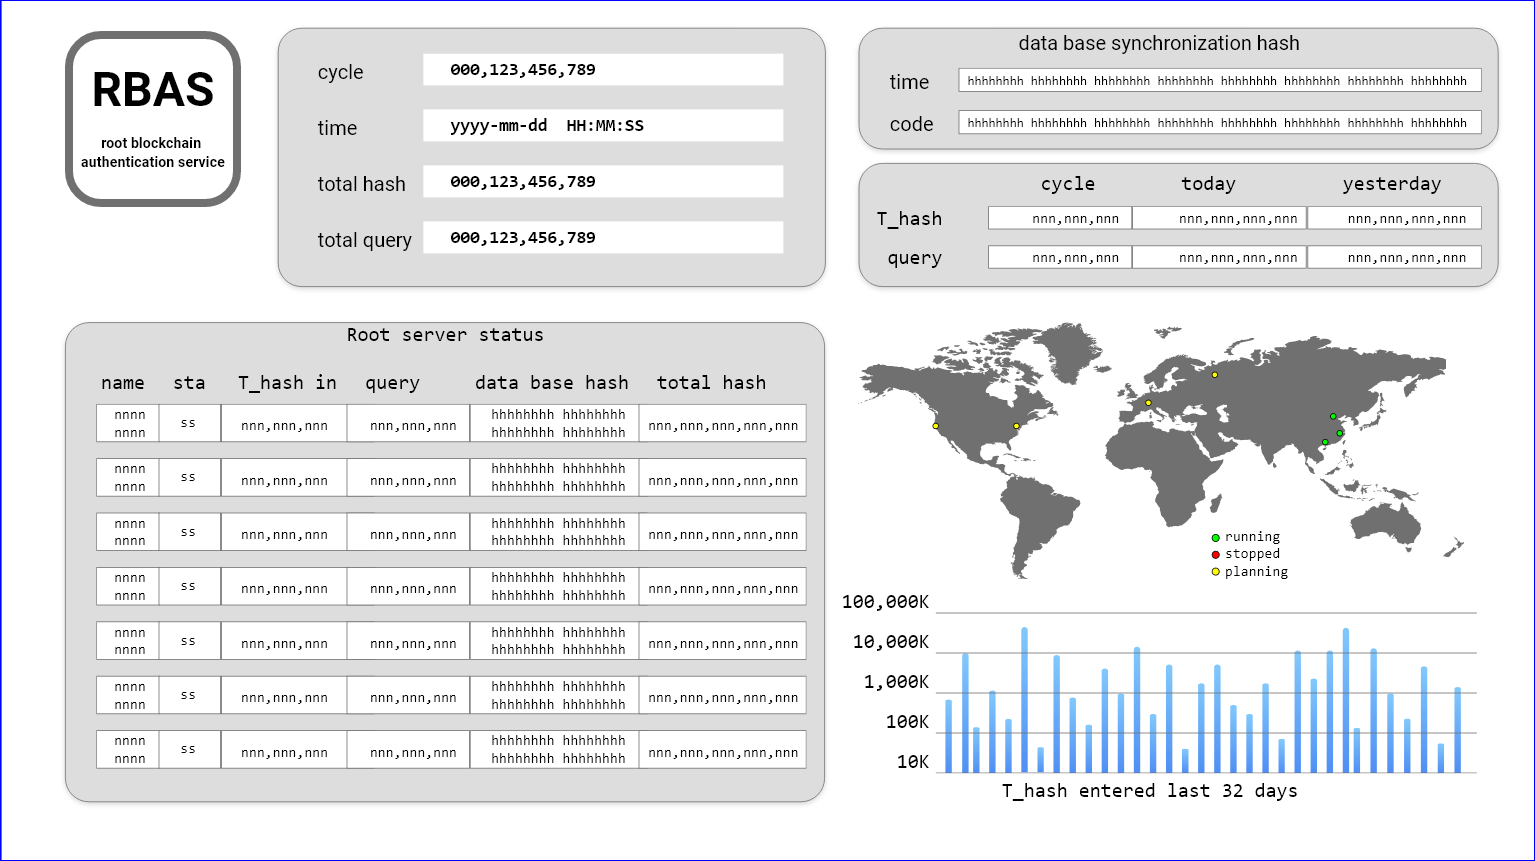 RBAS
root blockchain
authentication service
cycle 000,123,456,789
time yyyy-mm-dd HH:MM:SS
total hash 000,123,456,789
total query 000,123,456,789
data base synchronization hash
time hhhhhhhh hhhhhhhh hhhhhhhh hhhhhhhh hhhhhhhh hhhhhhhh hhhhhhhh hhhhhhhh
code hhhhhhhh hhhhhhhh hhhhhhhh hhhhhhhh hhhhhhhh hhhhhhhh hhhhhhhh hhhhhhhh
cycle today yesterday
T_hash nnn,nnn,nnn nnn,nnn,nnn,nnn nnn,nnn,nnn,nnn
query nnn,nnn,nnn nnn,nnn,nnn,nnn nnn,nnn,nnn,nnn
Root server status
name sta T_hash in query data base hash total hash
nnnn hhhhhhhh hhhhhhhh
ss nnn,nnn,nnn nnn,nnn,nnn nnn,nnn,nnn,nnn,nnn
nnnn hhhhhhhh hhhhhhhh
nnnn hhhhhhhh hhhhhhhh
ss nnn,nnn,nnn nnn,nnn,nnn nnn,nnn,nnn,nnn,nnn
nnnn hhhhhhhh hhhhhhhh
nnnn hhhhhhhh hhhhhhhh
ss nnn,nnn,nnn nnn,nnn,nnn nnn,nnn,nnn,nnn,nnn
nnnn hhhhhhhh hhhhhhhh
nnnn hhhhhhhh hhhhhhhh
ss nnn,nnn,nnn nnn,nnn,nnn nnn,nnn,nnn,nnn,nnn
nnnn hhhhhhhh hhhhhhhh
nnnn hhhhhhhh hhhhhhhh
ss nnn,nnn,nnn nnn,nnn,nnn nnn,nnn,nnn,nnn,nnn
nnnn hhhhhhhh hhhhhhhh
nnnn hhhhhhhh hhhhhhhh
ss nnn,nnn,nnn nnn,nnn,nnn nnn,nnn,nnn,nnn,nnn
nnnn hhhhhhhh hhhhhhhh
nnnn hhhhhhhh hhhhhhhh
ss nnn,nnn,nnn nnn,nnn,nnn nnn,nnn,nnn,nnn,nnn
nnnn hhhhhhhh hhhhhhhh
running
stopped
planning
100,000K
10,000K
1,000K
100K
10K
T_hash entered last 32 days